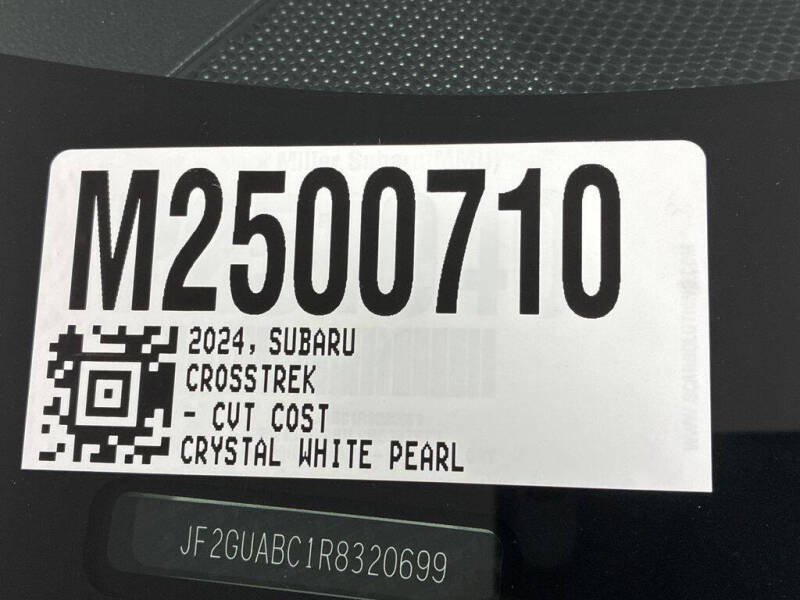 M2500710
2024, SUBARU
CROSSTREK
- CVT COST
CRYSTAL WHITE PEARL
JF2GUABC1R8320699